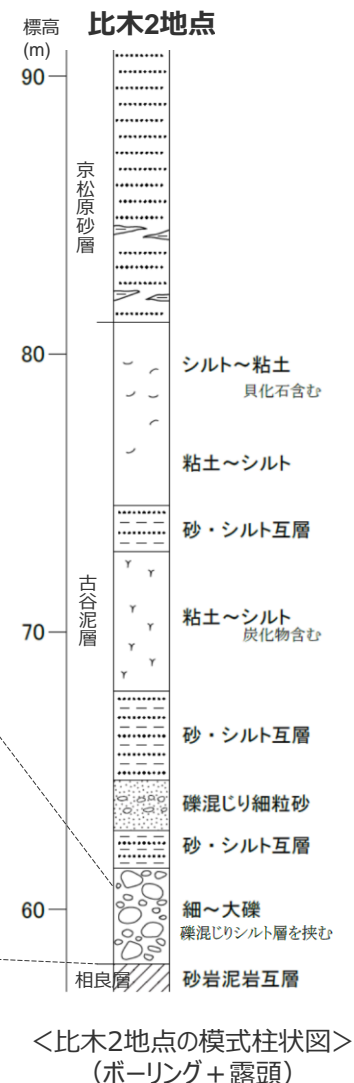 標高
(m)
比木2地点
90
京松原砂層
80
シルト～粘土
貝化石含む
粘土～シルト
砂・シルト互層
古谷泥層
70
粘土～シルト
炭化物含む
砂・シルト互層
礫混じり細粒砂
砂・シルト互層
60
細～大礫
礫混じりシルト層を挟む
相良層
砂岩泥岩互層
＜比木2地点の模式柱状図＞
（ボーリング＋露頭）